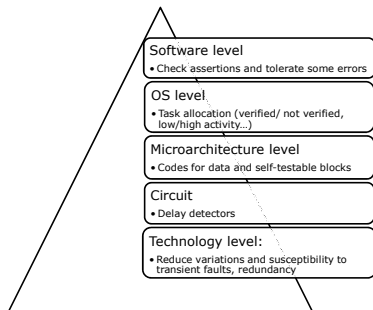 Software level
• Check assertions and tolerate some errors
OS level
• Task allocation (verified/ not verified,
low/high activity…)
Microarchitecture level
• Codes for data and self-testable blocks
Circuit
• Delay detectors
Technology level:
• Reduce variations and susceptibility to
transient faults, redundancy